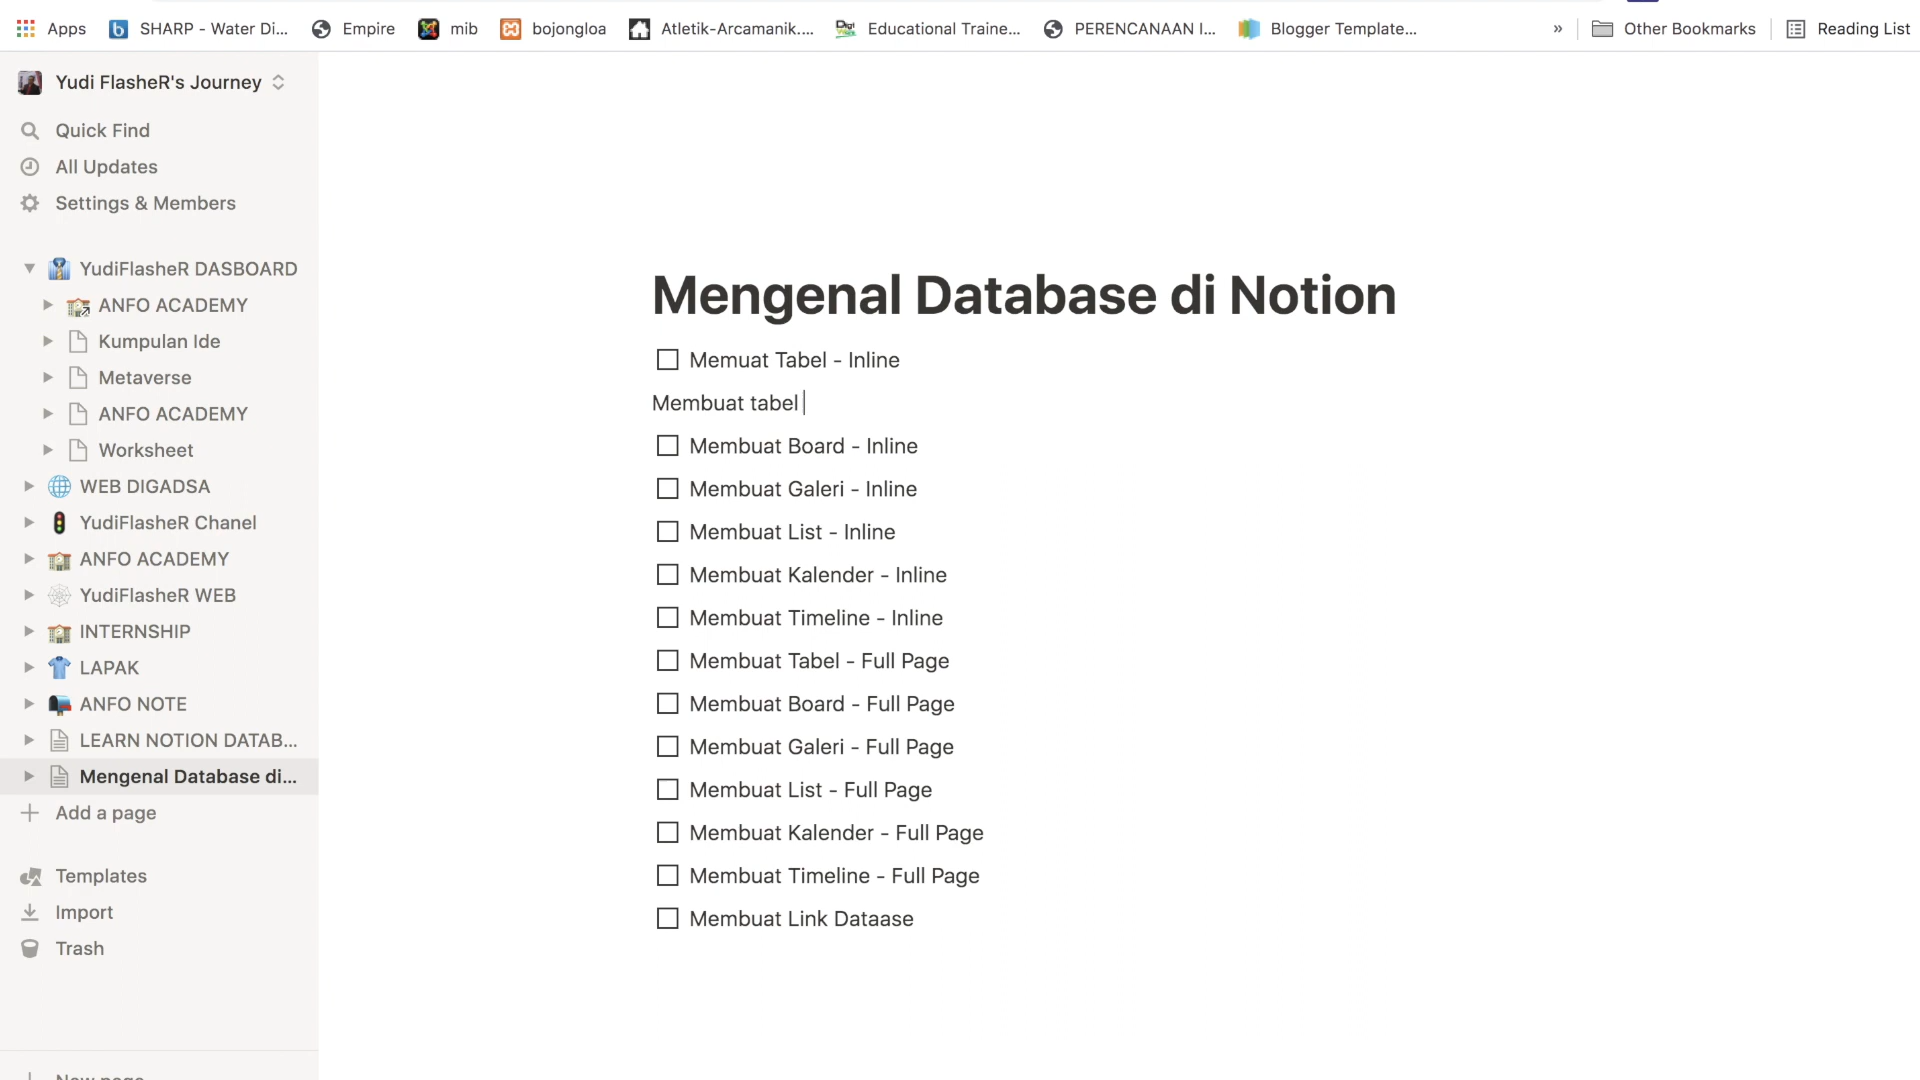 Apps SHARP - Water Di... Empire mib bojongloa Atletik-Arcamanik.... Educational Traine... PERENCANAAN I... Blogger Template... » Other Bookmarks Reading List
Yudi FlasheR's Journey
Quick Find
All Updates
Settings & Members
YudiFlasheR DASBOARD
ANFO ACADEMY
Kumpulan Ide
Metaverse
ANFO ACADEMY
Worksheet
WEB DIGADSA
YudiFlasheR Chanel
ANFO ACADEMY
YudiFlasheR WEB
INTERNSHIP
LAPAK
ANFO NOTE
LEARN NOTION DATAB...
Mengenal Database di...
Add a page
Templates
Import
Trash
New page
Mengenal Database di Notion
Memuat Tabel - Inline
Membuat tabel
Membuat Board - Inline
Membuat Galeri - Inline
Membuat List - Inline
Membuat Kalender - Inline
Membuat Timeline - Inline
Membuat Tabel - Full Page
Membuat Board - Full Page
Membuat Galeri - Full Page
Membuat List - Full Page
Membuat Kalender - Full Page
Membuat Timeline - Full Page
Membuat Link Dataase